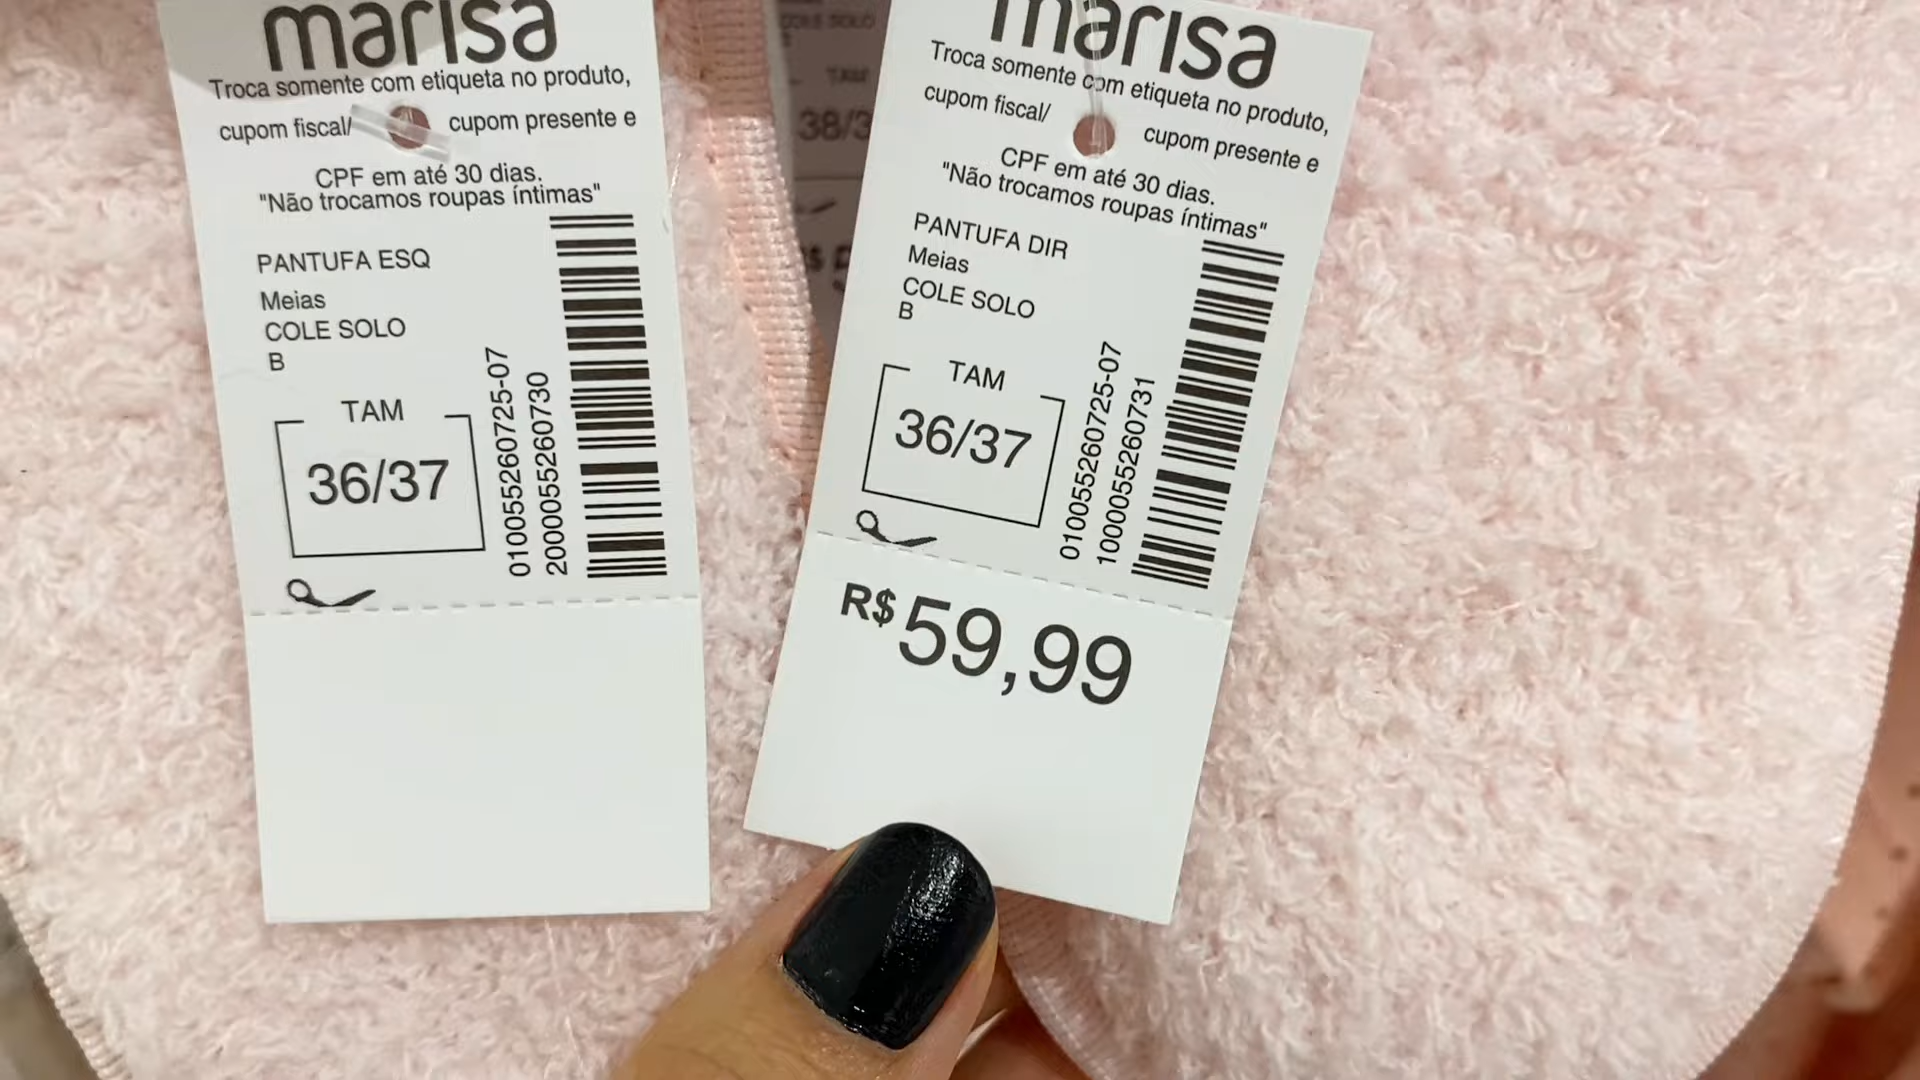 marisa
Troca somente com etiqueta no produto,
cupom fiscal/ cupom presente e
CPF em até 30 dias.
"Não trocamos roupas íntimas"
PANTUFA ESQ
Meias
COLE SOLO
B
TAM
36/37
010055260725-07
2000055260730
marisa
Troca somente com etiqueta no produto,
cupom fiscal/ cupom presente e
CPF em até 30 dias.
"Não trocamos roupas íntimas"
PANTUFA DIR
Meias
COLE SOLO
B
TAM
36/37
010055260725-07
1000055260731
R$ 59,99
COLE SOLO
TAM